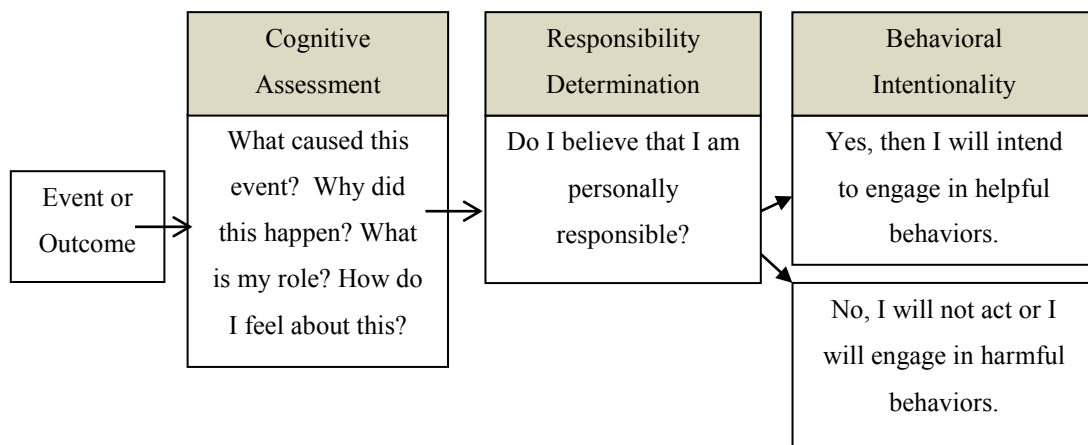 Event or
Outcome
Cognitive
Assessment
What caused this
event?  Why did
this happen? What
is my role? How do
I feel about this?
Responsibility
Determination
Do I believe that I am
personally
responsible?
Behavioral
Intentionality
Yes, then I will intend
to engage in helpful
behaviors.
No, I will not act or I
will engage in harmful
behaviors.